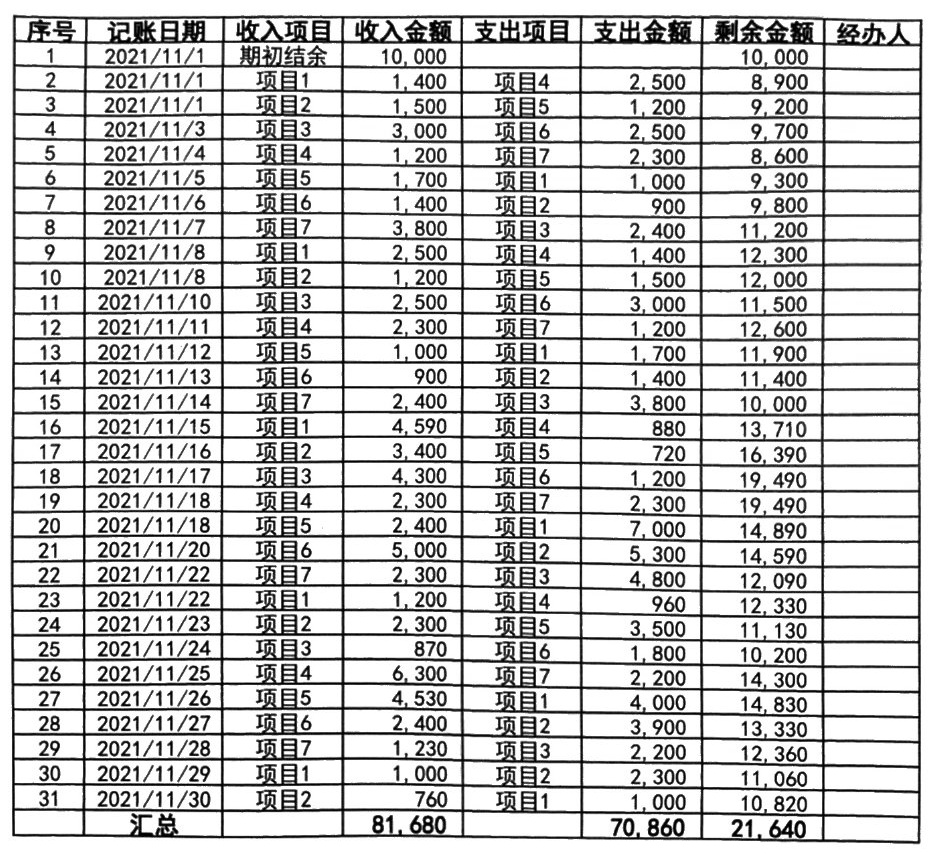 序号 记账日期 收入项目 收入金额 支出项目 支出金额 剩余金额 经办人
1 2021/11/1 期初结余 10,000 10,000
2 2021/11/1 项目1 1,400 项目4 2,500 8,900
3 2021/11/1 项目2 1,500 项目5 1,200 9,200
4 2021/11/3 项目3 3,000 项目6 2,500 9,700
5 2021/11/4 项目4 1,200 项目7 2,300 8,600
6 2021/11/5 项目5 1,700 项目1 1,000 9,300
7 2021/11/6 项目6 1,400 项目2 900 9,800
8 2021/11/7 项目7 3,800 项目3 2,400 11,200
9 2021/11/8 项目1 2,500 项目4 1,400 12,300
10 2021/11/8 项目2 1,200 项目5 1,500 12,000
11 2021/11/10 项目3 2,500 项目6 3,000 11,500
12 2021/11/11 项目4 2,300 项目7 1,200 12,600
13 2021/11/12 项目5 1,000 项目1 1,700 11,900
14 2021/11/13 项目6 900 项目2 1,400 11,400
15 2021/11/14 项目7 2,400 项目3 3,800 10,000
16 2021/11/15 项目1 4,590 项目4 880 13,710
17 2021/11/16 项目2 3,400 项目5 720 16,390
18 2021/11/17 项目3 4,300 项目6 1,200 19,490
19 2021/11/18 项目4 2,300 项目7 2,300 19,490
20 2021/11/18 项目5 2,400 项目1 7,000 14,890
21 2021/11/20 项目6 5,000 项目2 5,300 14,590
22 2021/11/22 项目7 2,300 项目3 4,800 12,090
23 2021/11/22 项目1 1,200 项目4 960 12,330
24 2021/11/23 项目2 2,300 项目5 3,500 11,130
25 2021/11/24 项目3 870 项目6 1,800 10,200
26 2021/11/25 项目4 6,300 项目7 2,200 14,300
27 2021/11/26 项目5 4,530 项目1 4,000 14,830
28 2021/11/27 项目6 2,400 项目2 3,900 13,330
29 2021/11/28 项目7 1,230 项目3 2,200 12,360
30 2021/11/29 项目1 1,000 项目2 2,300 11,060
31 2021/11/30 项目2 760 项目1 1,000 10,820
汇总 81,680 70,860 21,640